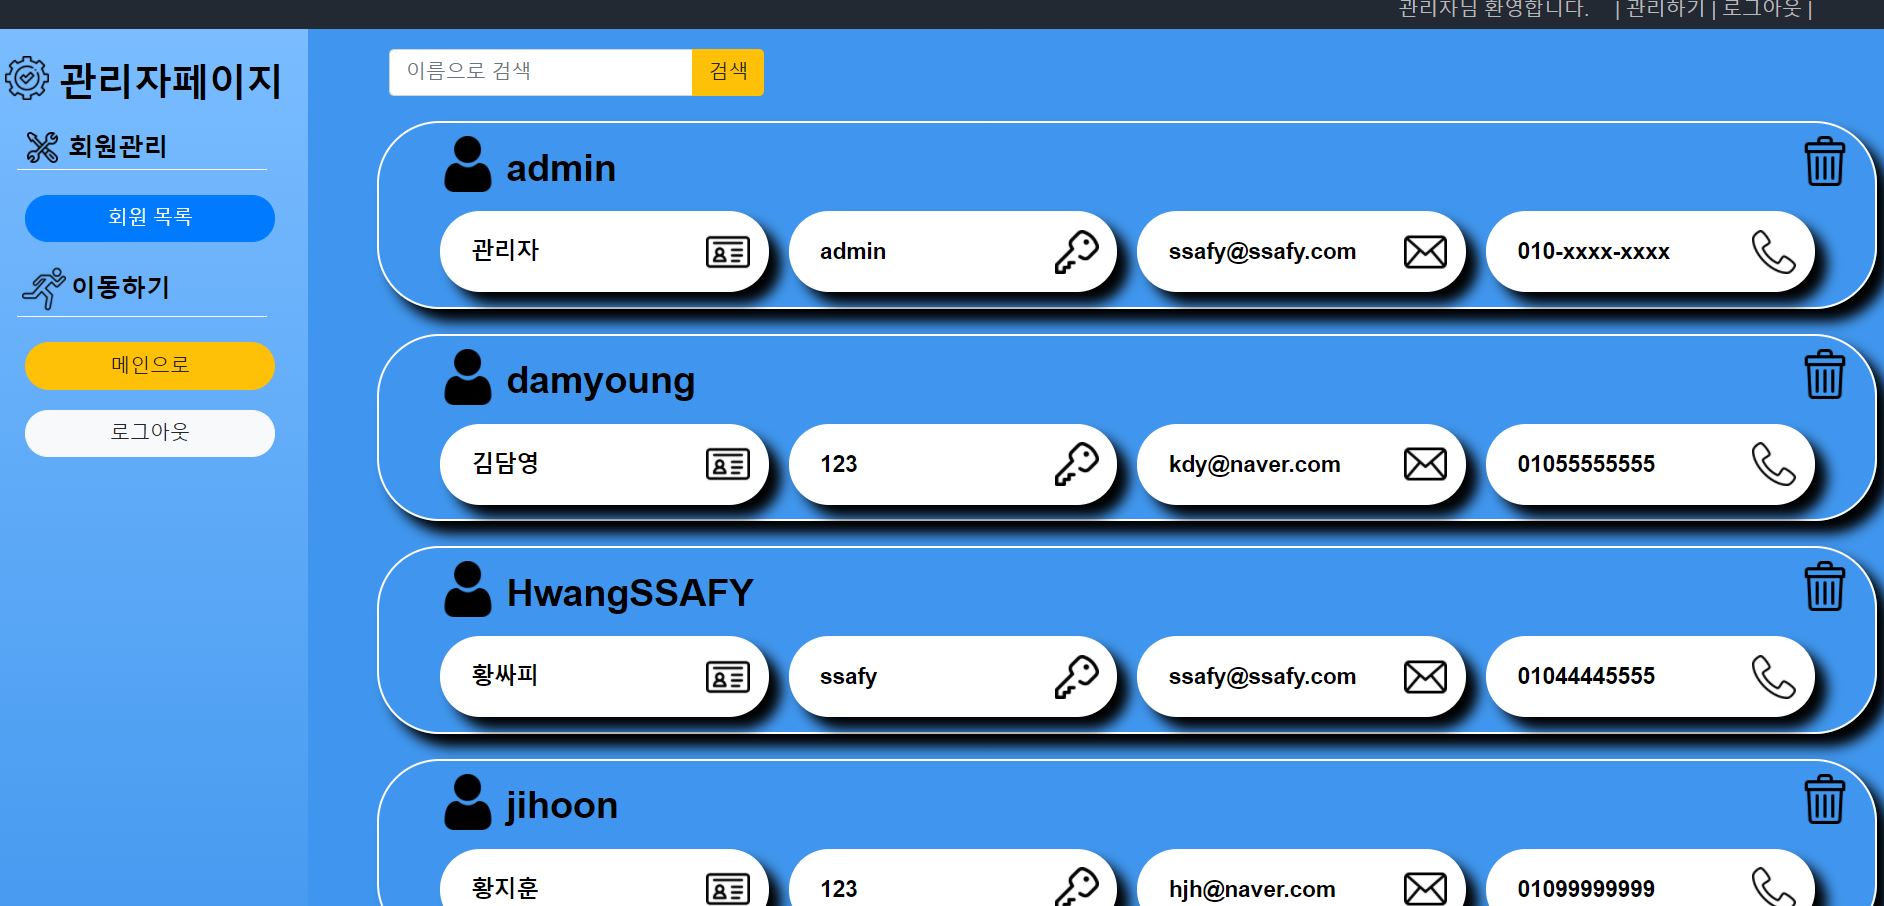 관리자님 환영합니다. | 관리하기 | 로그아웃 |
관리자페이지
회원관리
회원 목록
이동하기
메인으로
로그아웃
이름으로 검색 검색
admin
관리자 admin ssafy@ssafy.com 010-xxxx-xxxx
damyoung
김담영 123 kdy@naver.com 01055555555
HwangSSAFY
황싸피 ssafy ssafy@ssafy.com 01044445555
jihoon
황지훈 123 hjh@naver.com 01099999999